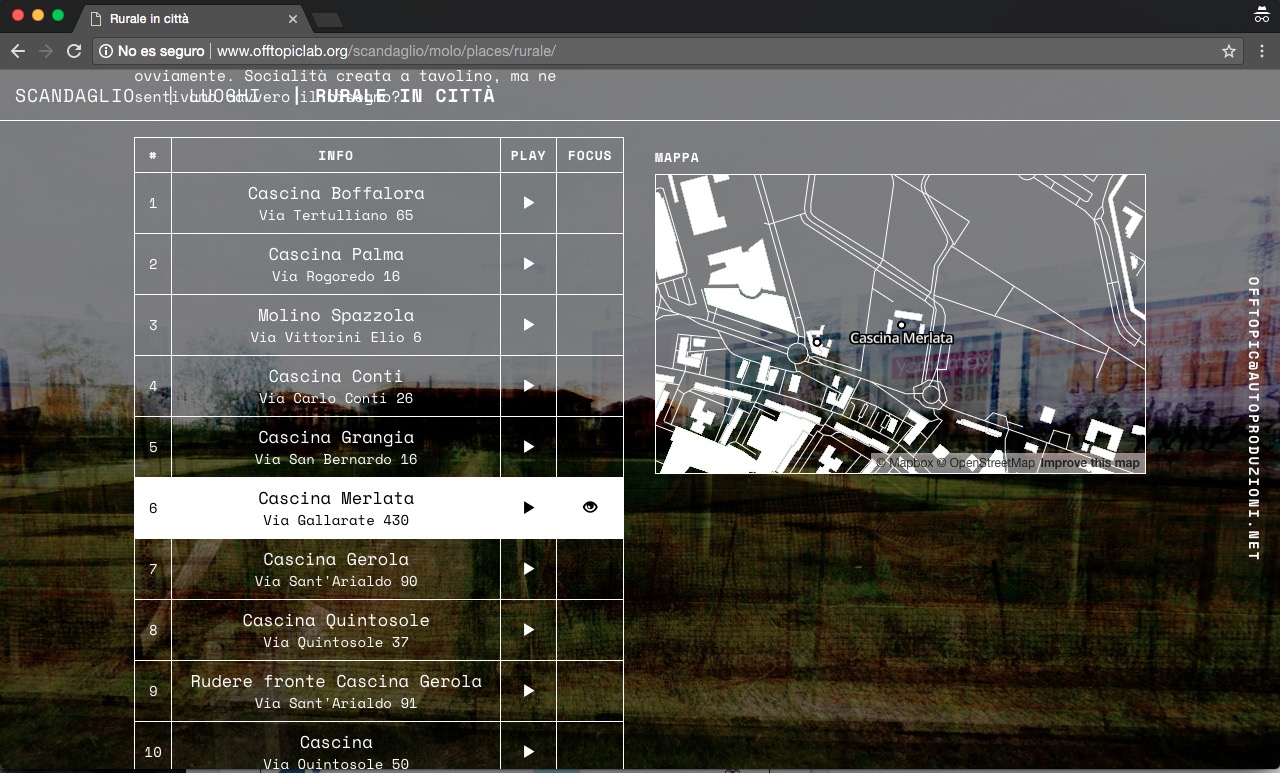 Rurale in città
No es seguro | www.offtopiclab.org/scandaglio/molo/places/rurale/
ovviamente. Socialità creata a tavolino, ma ne
sentivano davvero il bisogno?
SCANDAGLIO | LUOGHI | RURALE IN CITTÀ
# INFO PLAY FOCUS
1 Cascina Boffalora
Via Tertulliano 65
2 Cascina Palma
Via Rogoredo 16
3 Molino Spazzola
Via Vittorini Elio 6
4 Cascina Conti
Via Carlo Conti 26
5 Cascina Grangia
Via San Bernardo 16
6 Cascina Merlata
Via Gallarate 430
7 Cascina Gerola
Via Sant'Arialdo 90
8 Cascina Quintosole
Via Quintosole 37
9 Rudere fronte Cascina Gerola
Via Sant'Arialdo 91
10 Cascina
Via Quintosole 50
MAPPA
Cascina Merlata
© Mapbox © OpenStreetMap Improve this map
OFFTOPIC@AUTOPRODUZIONI.NET